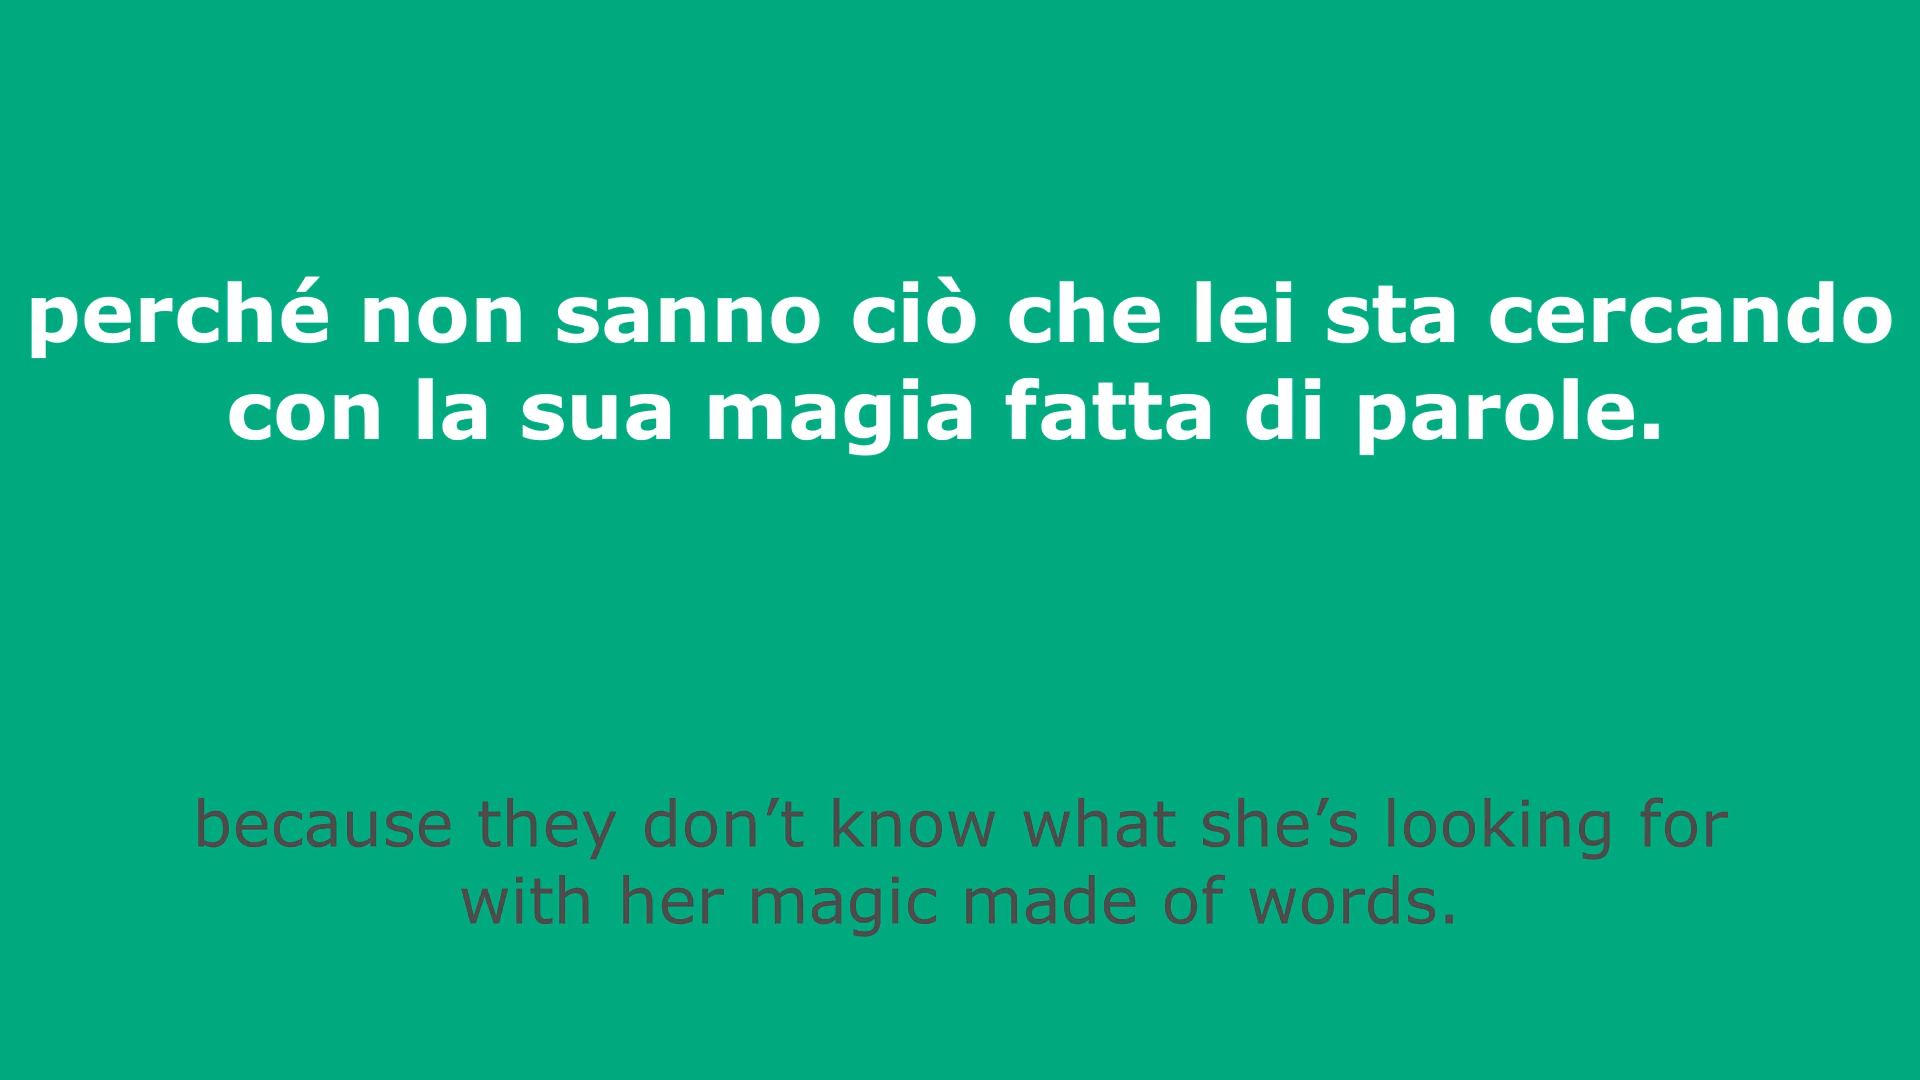 perché non sanno ciò che lei sta cercando
con la sua magia fatta di parole.
because they don’t know what she’s looking for
with her magic made of words.